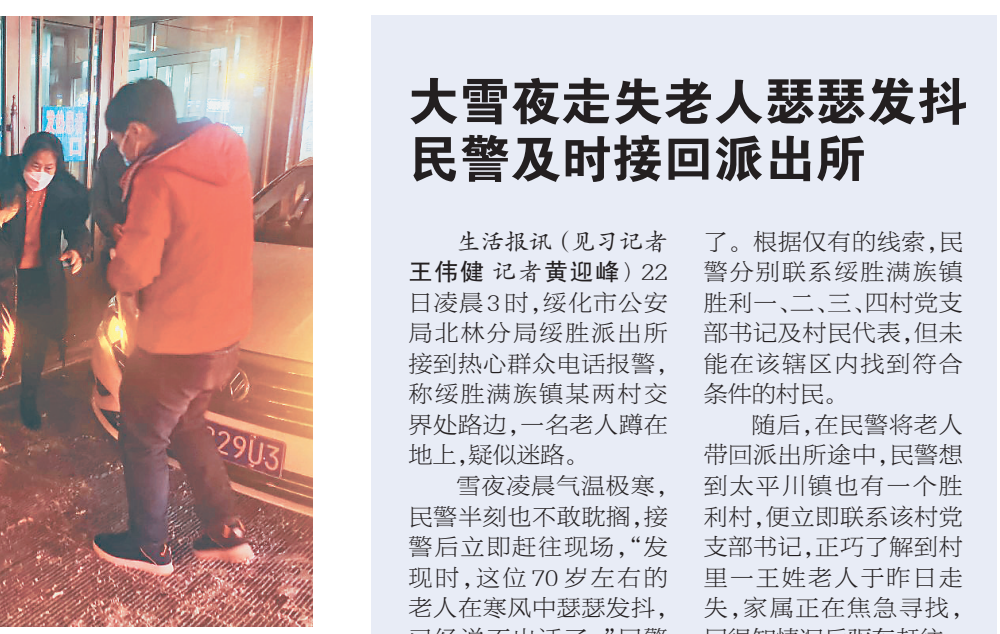 大雪夜走失老人瑟瑟发抖
民警及时接回派出所
生活报讯（见习记者
王伟健 记者黄迎峰）22
日凌晨3时，绥化市公安
局北林分局绥胜派出所
接到热心群众电话报警，
称绥胜满族镇某两村交
界处路边，一名老人蹲在
地上，疑似迷路。
雪夜凌晨气温极寒，
民警半刻也不敢耽搁，接
警后立即赶往现场，“发
现时，这位70岁左右的
老人在寒风中瑟瑟发抖，
了。根据仅有的线索，民
警分别联系绥胜满族镇
胜利一、二、三、四村党支
部书记及村民代表，但未
能在该辖区内找到符合
条件的村民。
随后，在民警将老人
带回派出所途中，民警想
到太平川镇也有一个胜
利村，便立即联系该村党
支部书记，正巧了解到村
里一王姓老人于昨日走
失，家属正在焦急寻找，
229U3